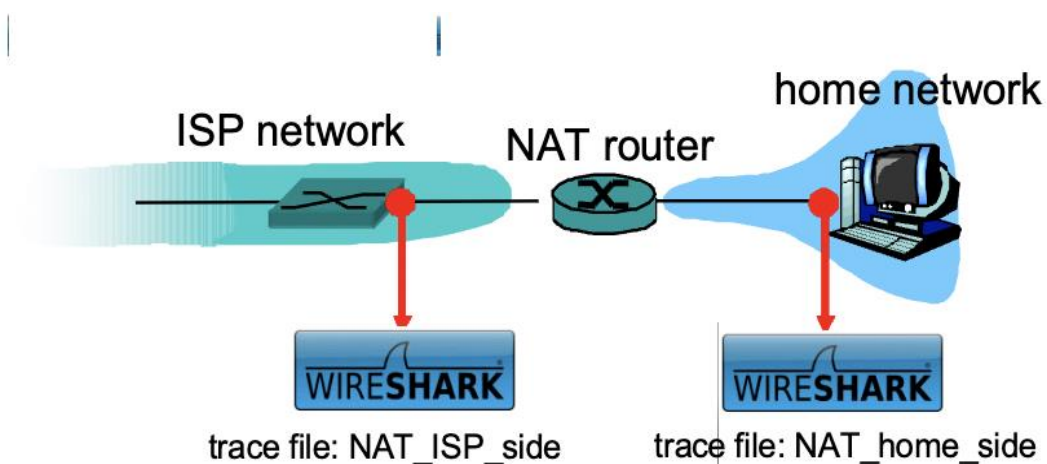 home network
ISP network
NAT router
WIRESHARK
WIRESHARK
trace file: NAT_ISP_side
trace file: NAT_home_side